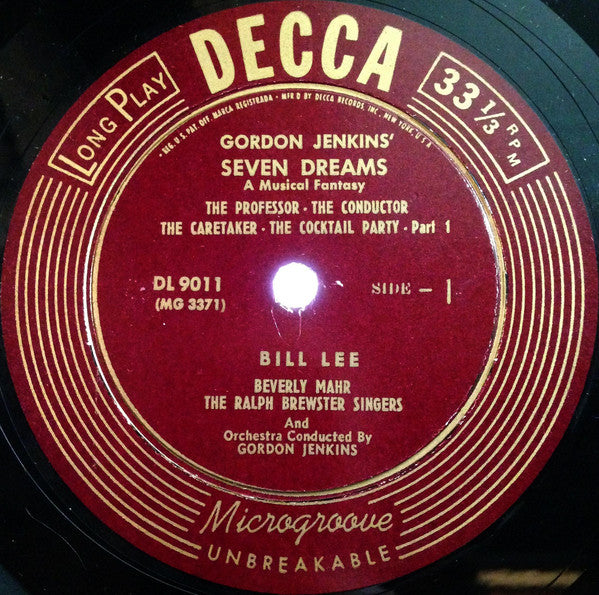 DECCA
LONG PLAY
33 1/3 RPM
REG. U.S. PAT. OFF. MARCA REGISTRADA • MFR'D BY DECCA RECORDS, INC., NEW YORK, U.S.A.
GORDON JENKINS'
SEVEN DREAMS
A Musical Fantasy
THE PROFESSOR • THE CONDUCTOR
THE CARETAKER • THE COCKTAIL PARTY • Part 1
DL 9011
(MG 3371)
SIDE - 1
BILL LEE
BEVERLY MAHR
THE RALPH BREWSTER SINGERS
And
Orchestra Conducted By
GORDON JENKINS
Microgroove
UNBREAKABLE